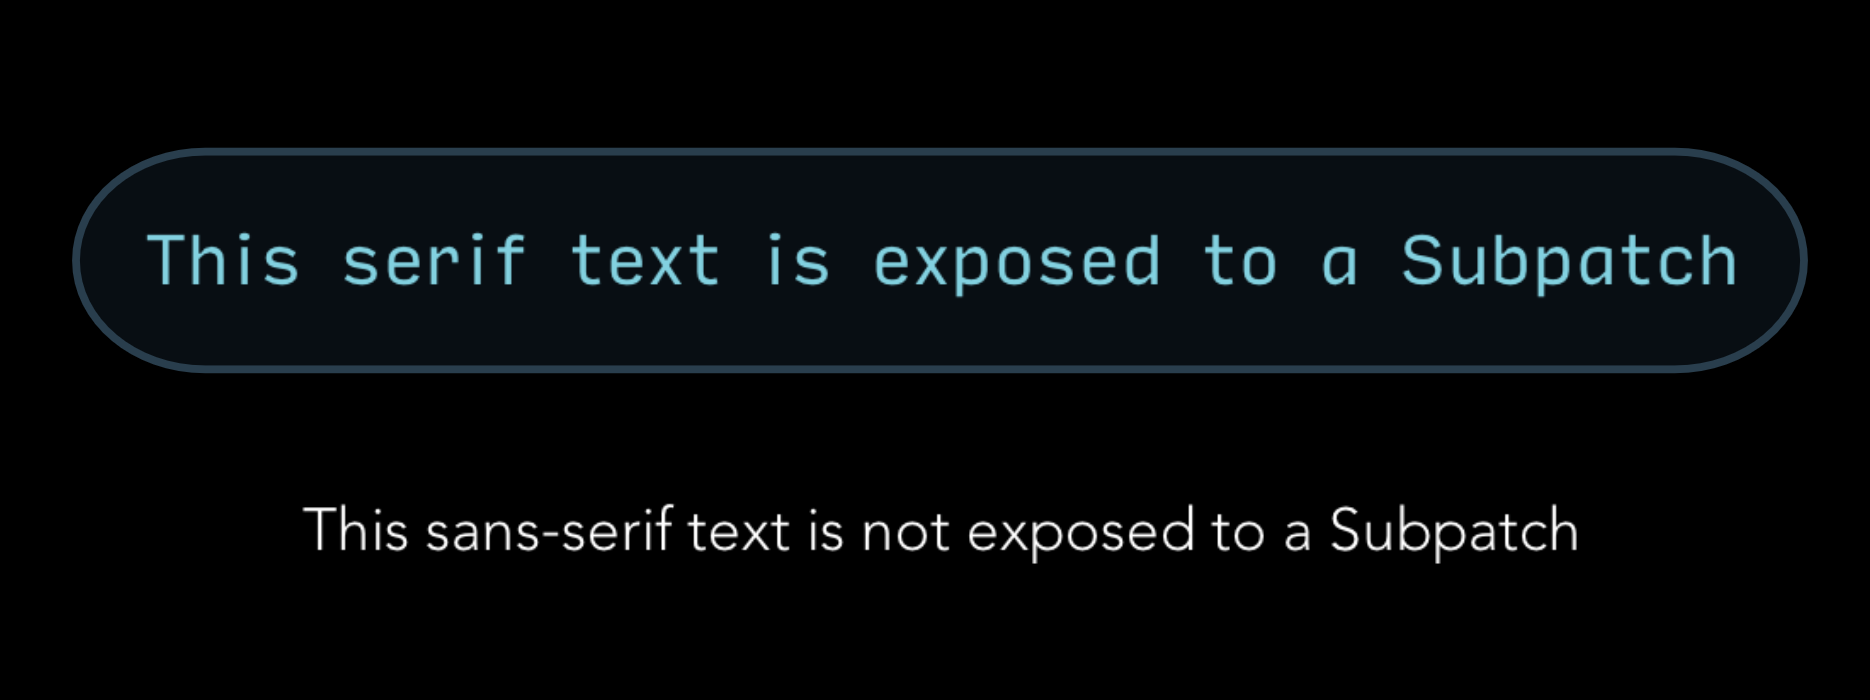 This serif text is exposed to a Subpatch
This sans-serif text is not exposed to a Subpatch